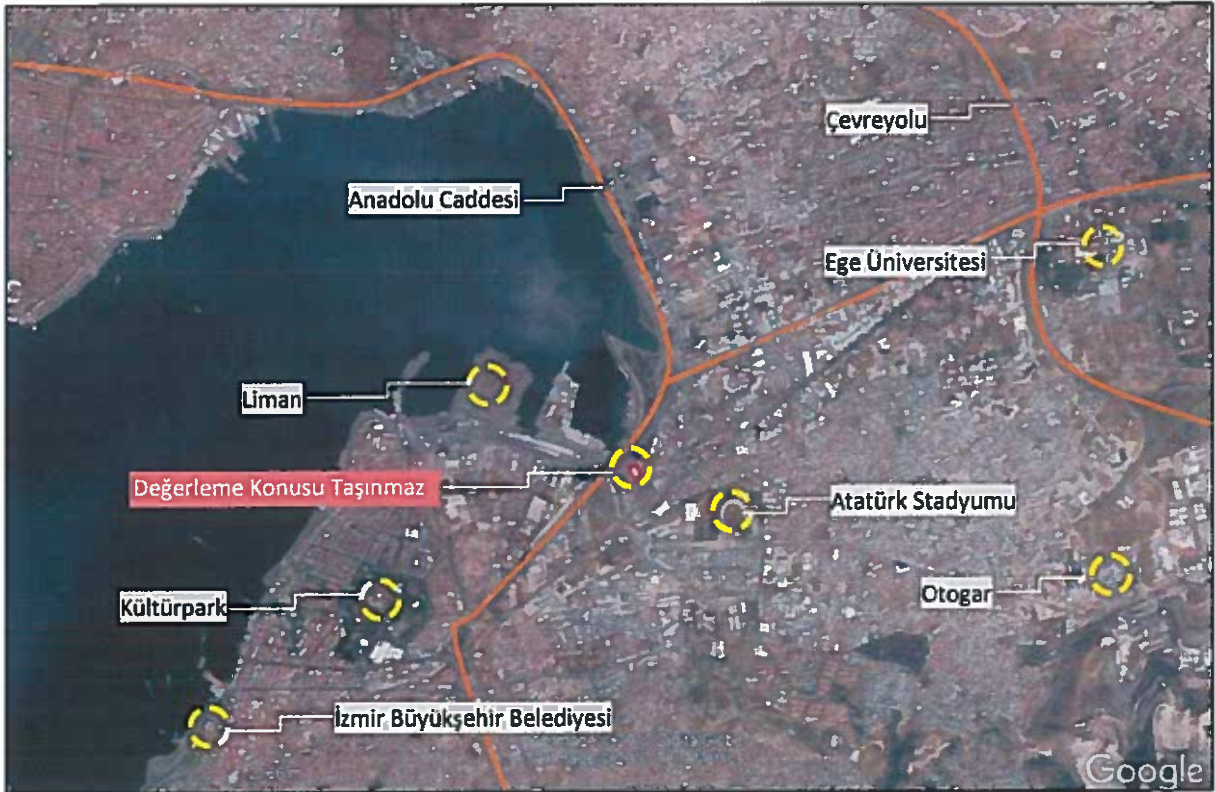 Çevreyolu
Anadolu Caddesi
Ege Üniversitesi
Liman
Değerleme Konusu Taşınmaz
Atatürk Stadyumu
Otogar
Kültürpark
İzmir Büyükşehir Belediyesi
Google